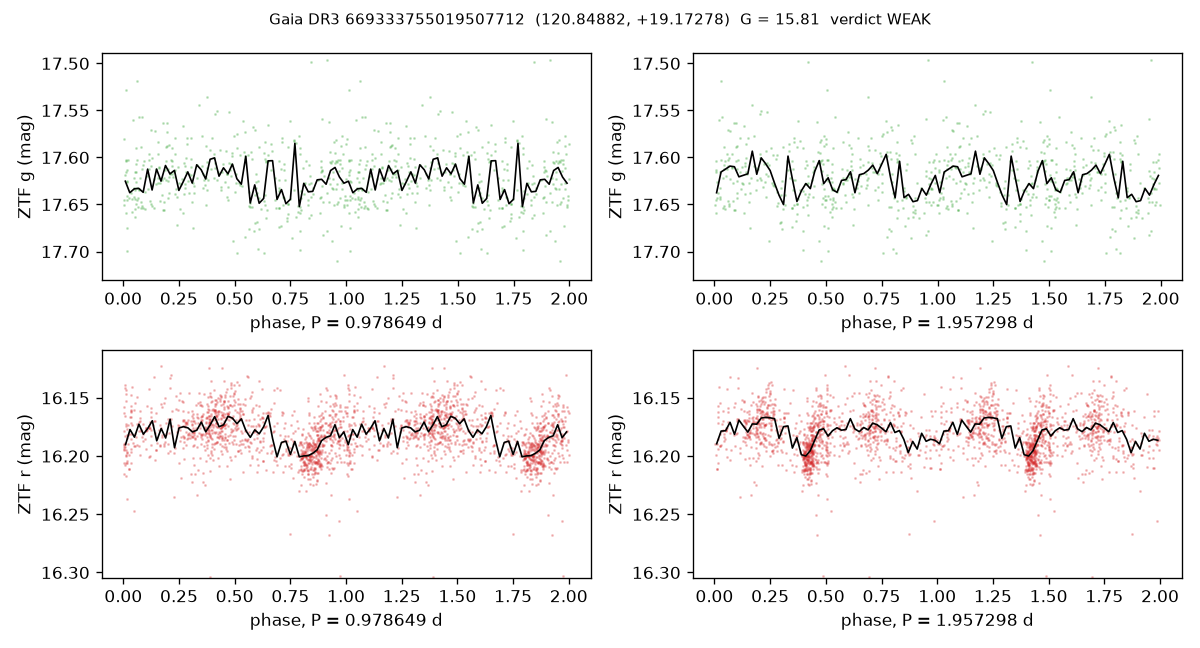 Gaia DR3 669333755019507712 (120.84882, +19.17278) G = 15.81 verdict WEAK
ZTF g (mag)
17.50
17.55
17.60
17.65
17.70
0.00 0.25 0.50 0.75 1.00 1.25 1.50 1.75 2.00
phase, P = 0.978649 d
ZTF g (mag)
17.50
17.55
17.60
17.65
17.70
0.00 0.25 0.50 0.75 1.00 1.25 1.50 1.75 2.00
phase, P = 1.957298 d
ZTF r (mag)
16.15
16.20
16.25
16.30
0.00 0.25 0.50 0.75 1.00 1.25 1.50 1.75 2.00
phase, P = 0.978649 d
ZTF r (mag)
16.15
16.20
16.25
16.30
0.00 0.25 0.50 0.75 1.00 1.25 1.50 1.75 2.00
phase, P = 1.957298 d